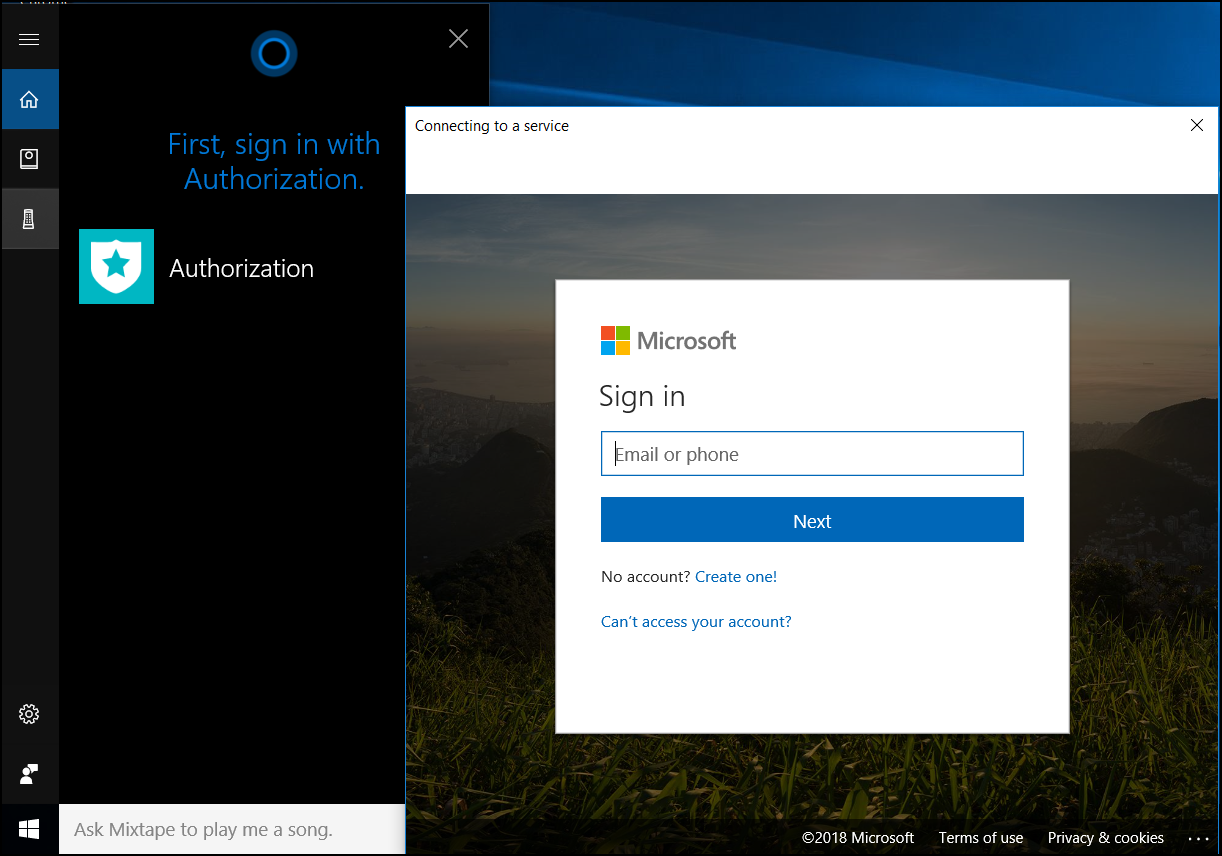 First, sign in with
Authorization.
Authorization
Connecting to a service
Microsoft
Sign in
Email or phone
Next
No account? Create one!
Can't access your account?
Ask Mixtape to play me a song.
©2018 Microsoft Terms of use Privacy & cookies ...